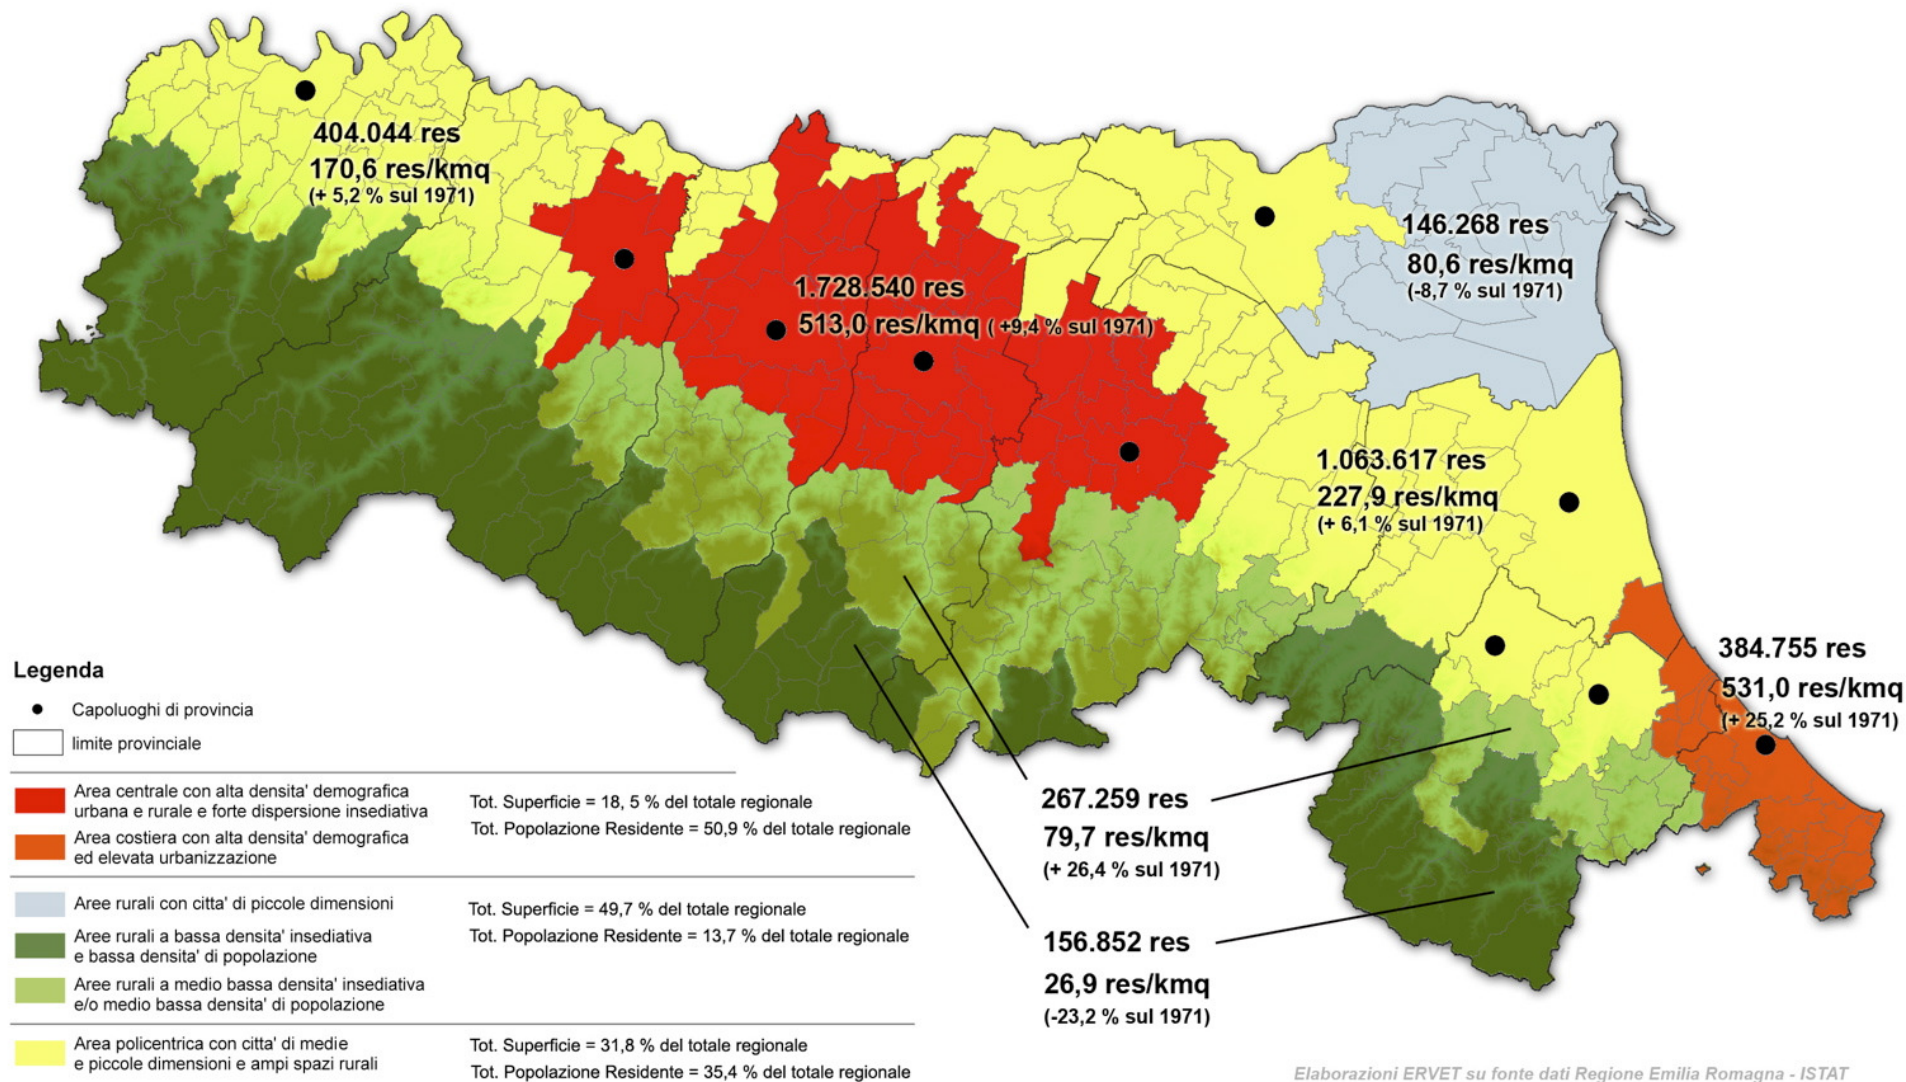 404.044 res
170,6 res/kmq
(+ 5,2 % sul 1971)
146.268 res
80,6 res/kmq
(-8,7 % sul 1971)
1.728.540 res
513,0 res/kmq ( +9,4 % sul 1971)
1.063.617 res
227,9 res/kmq
(+ 6,1 % sul 1971)
384.755 res
531,0 res/kmq
(+ 25,2 % sul 1971)
267.259 res
79,7 res/kmq
(+ 26,4 % sul 1971)
156.852 res
26,9 res/kmq
(-23,2 % sul 1971)
Legenda
Capoluoghi di provincia
limite provinciale
Area centrale con alta densita' demografica
urbana e rurale e forte dispersione insediativa
Area costiera con alta densita' demografica
ed elevata urbanizzazione
Tot. Superficie = 18, 5 % del totale regionale
Tot. Popolazione Residente = 50,9 % del totale regionale
Aree rurali con citta' di piccole dimensioni
Aree rurali a bassa densita' insediativa
e bassa densita' di popolazione
Aree rurali a medio bassa densita' insediativa
e/o medio bassa densita' di popolazione
Tot. Superficie = 49,7 % del totale regionale
Tot. Popolazione Residente = 13,7 % del totale regionale
Area policentrica con citta' di medie
e piccole dimensioni e ampi spazi rurali
Tot. Superficie = 31,8 % del totale regionale
Tot. Popolazione Residente = 35,4 % del totale regionale
Elaborazioni ERVET su fonte dati Regione Emilia Romagna - ISTAT